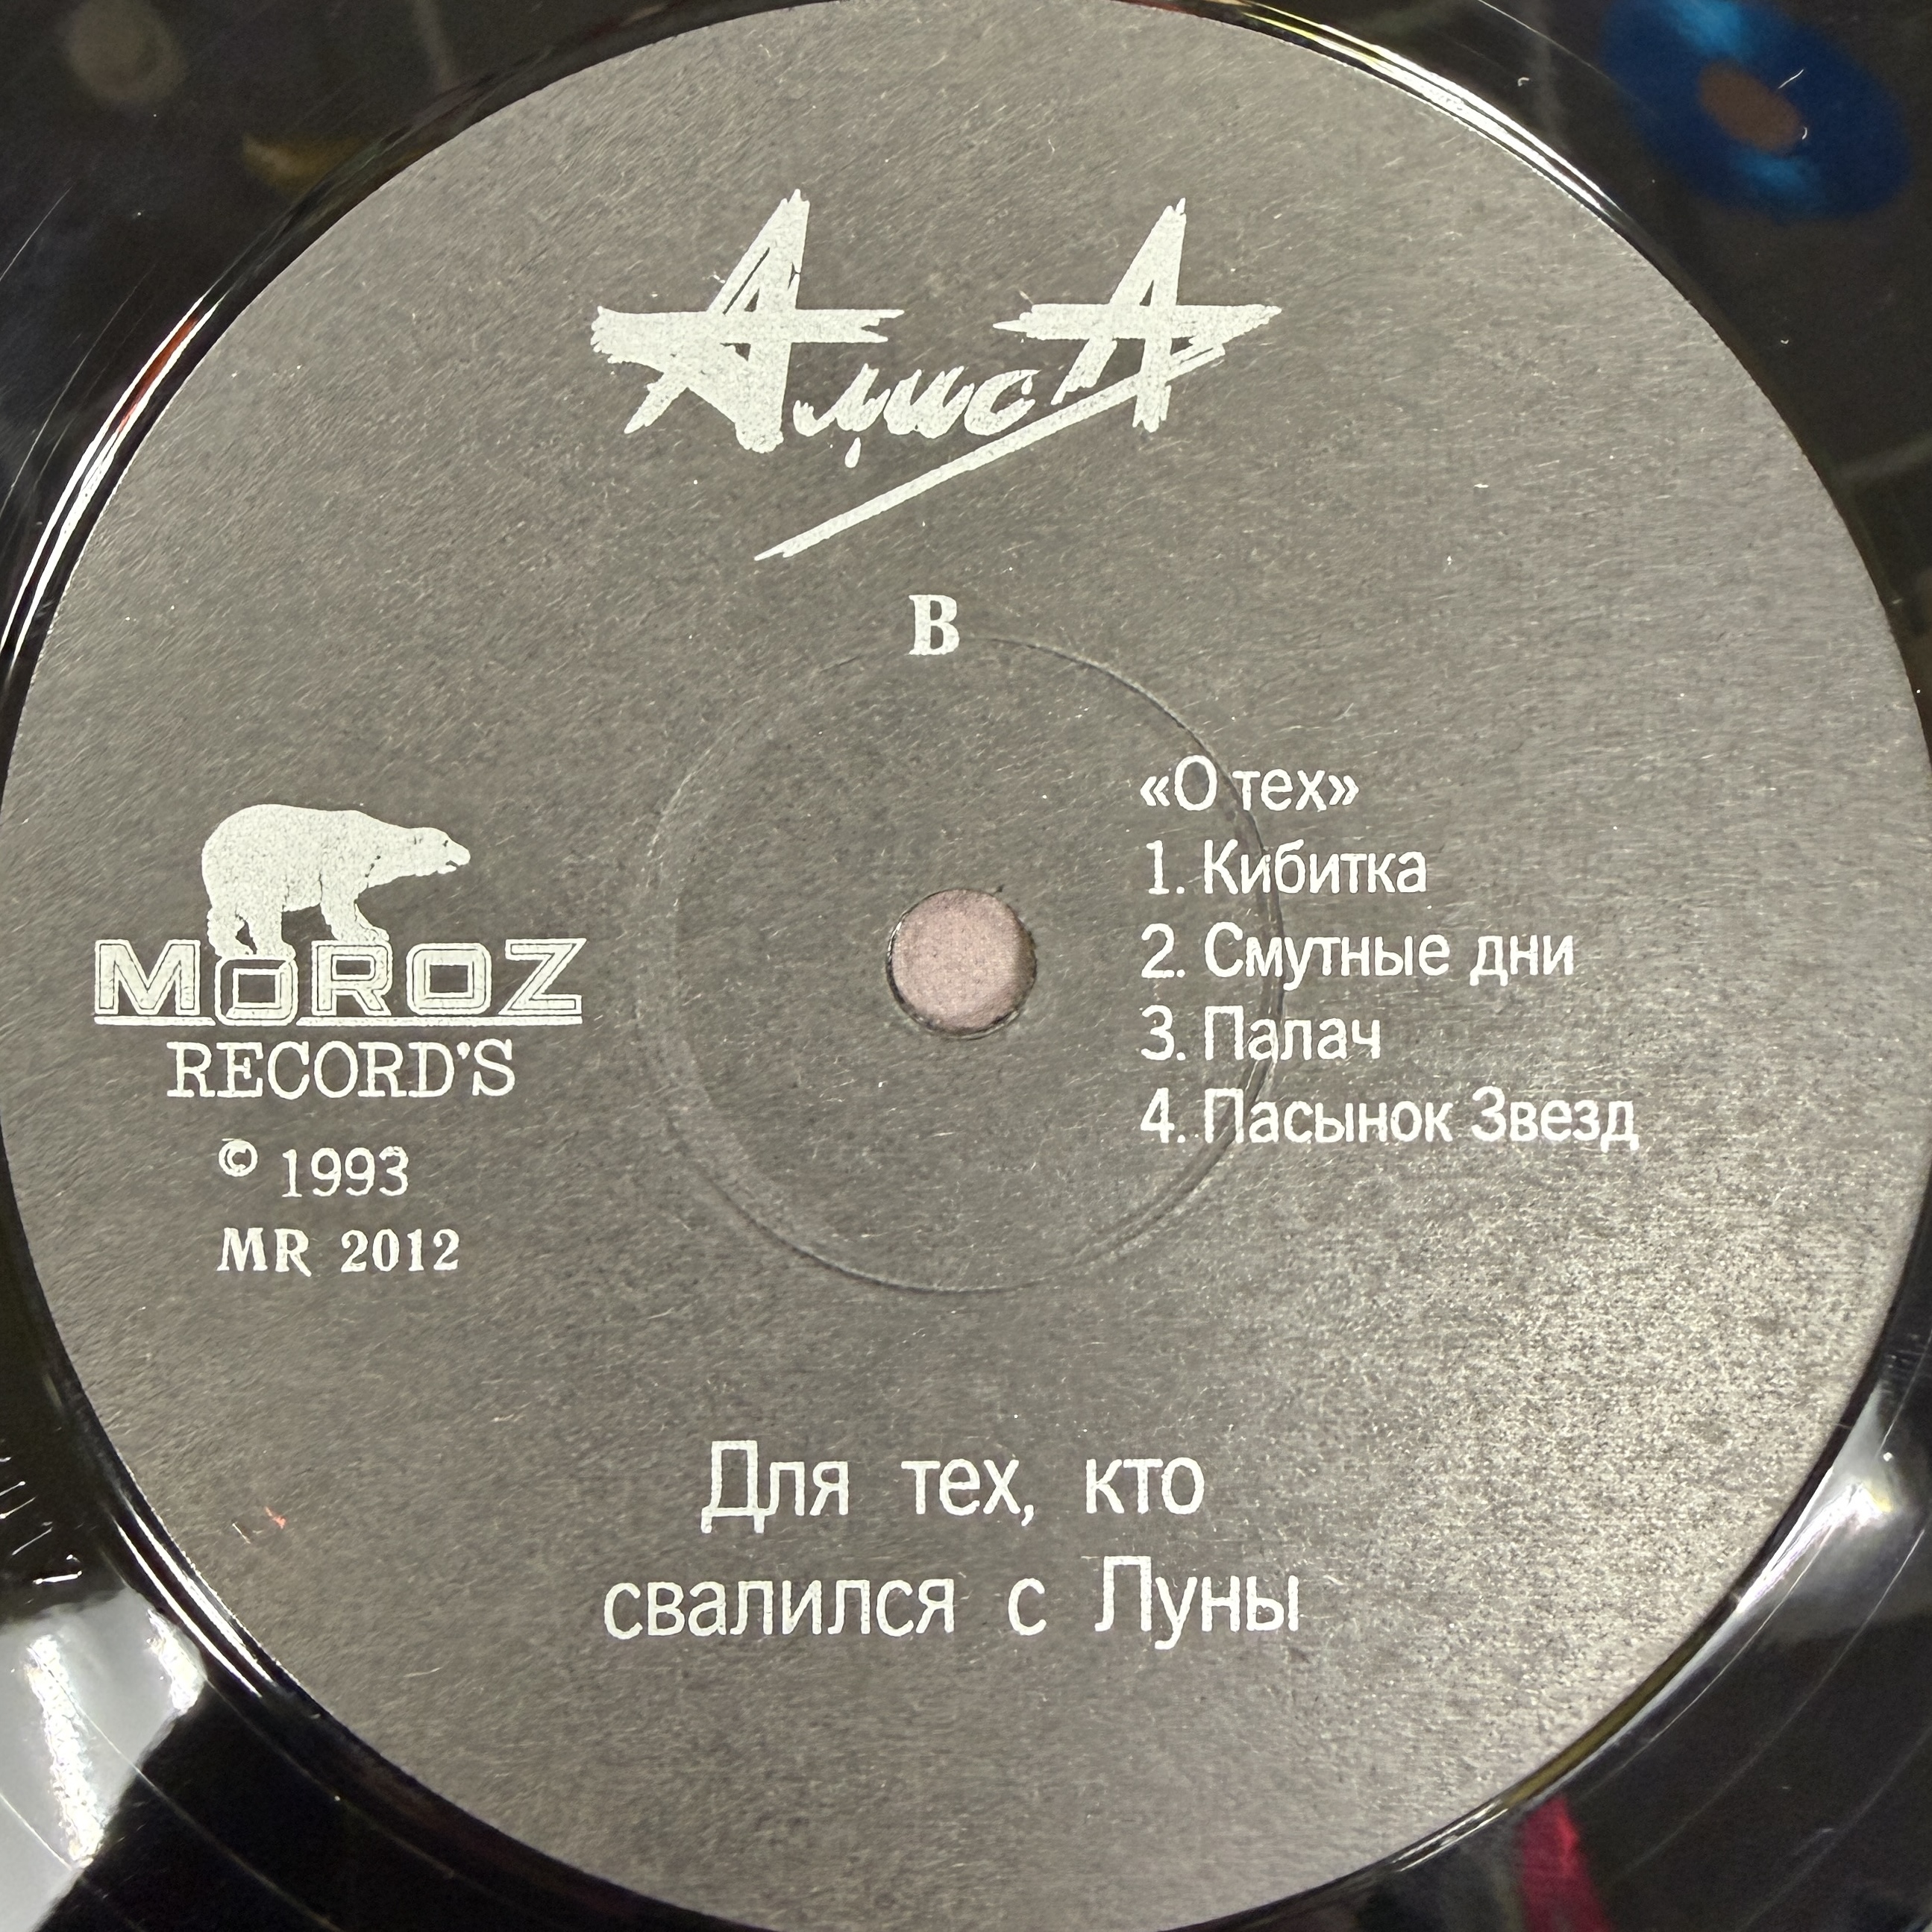 АлисА
B
«О тех»
1. Кибитка
2. Смутные дни
3. Палач
4. Пасынок Звезд
MOROZ
RECORD'S
© 1993
MR 2012
Для тех, кто
свалился с Луны